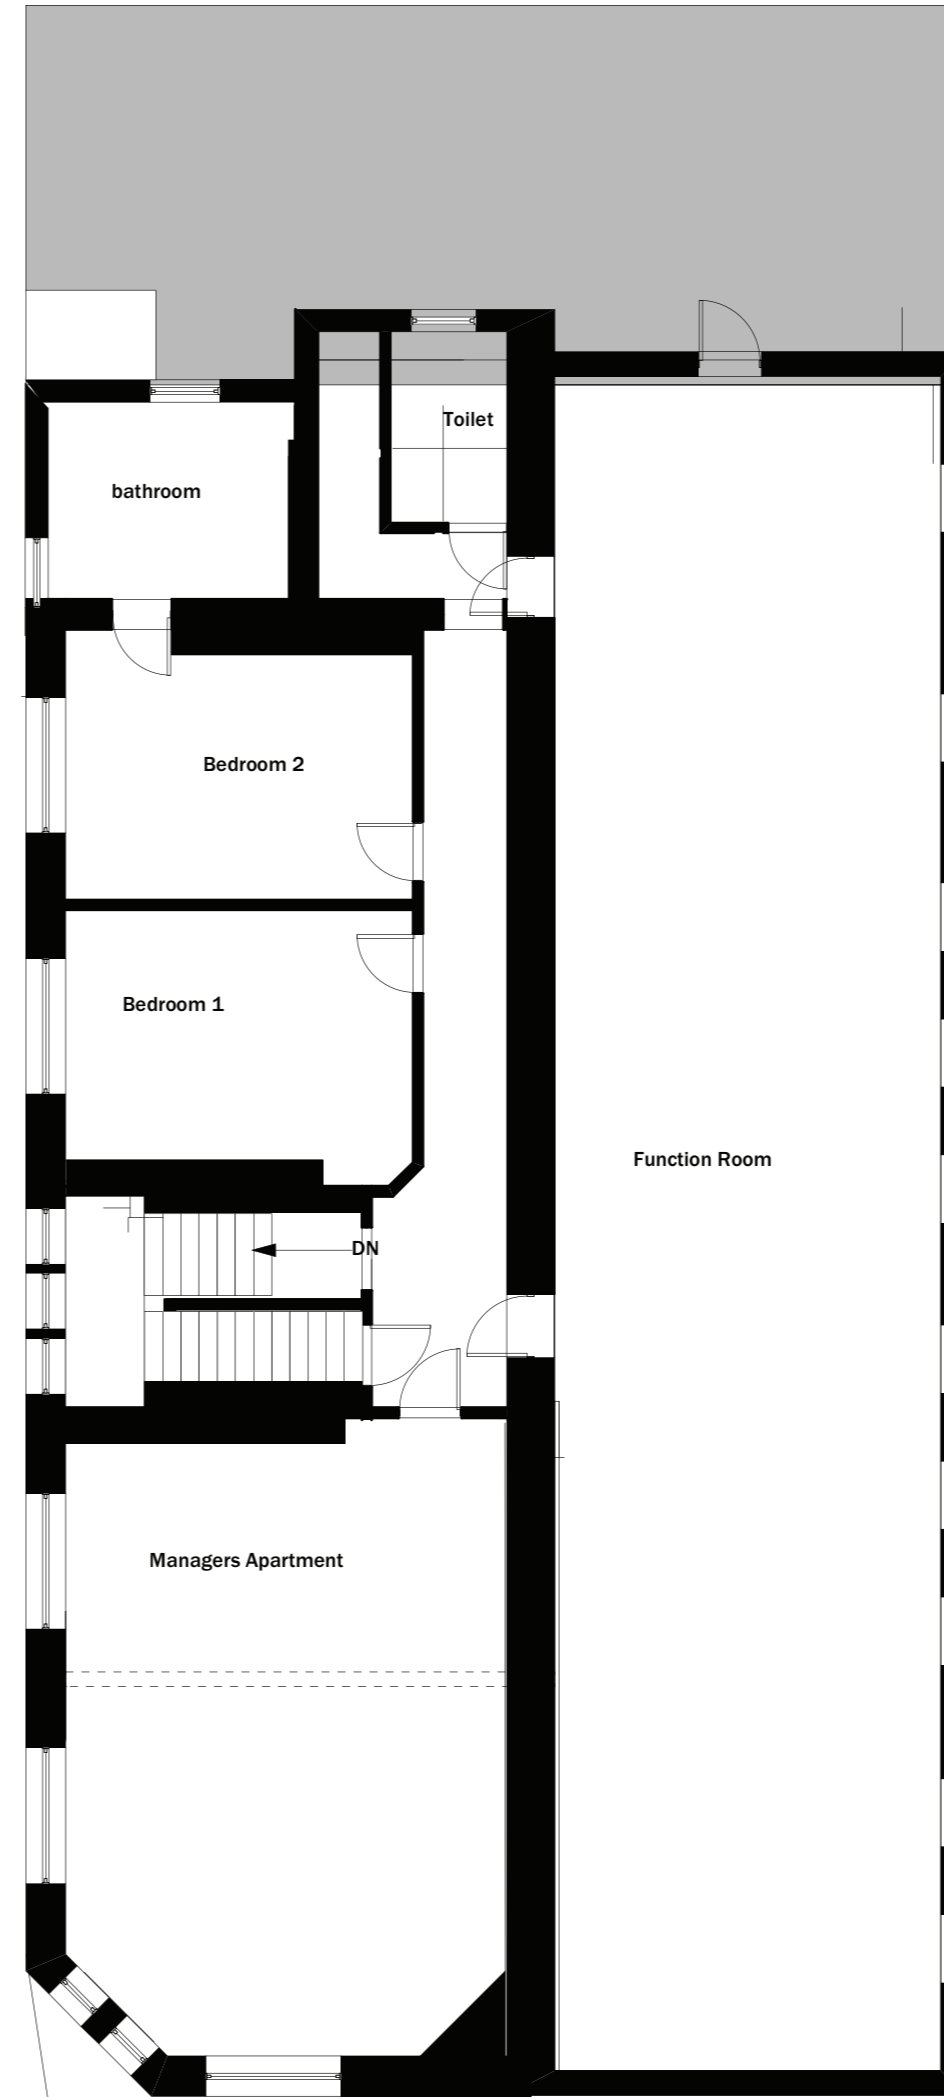 Toilet
bathroom
Bedroom 2
Bedroom 1
Function Room
DN
Managers Apartment